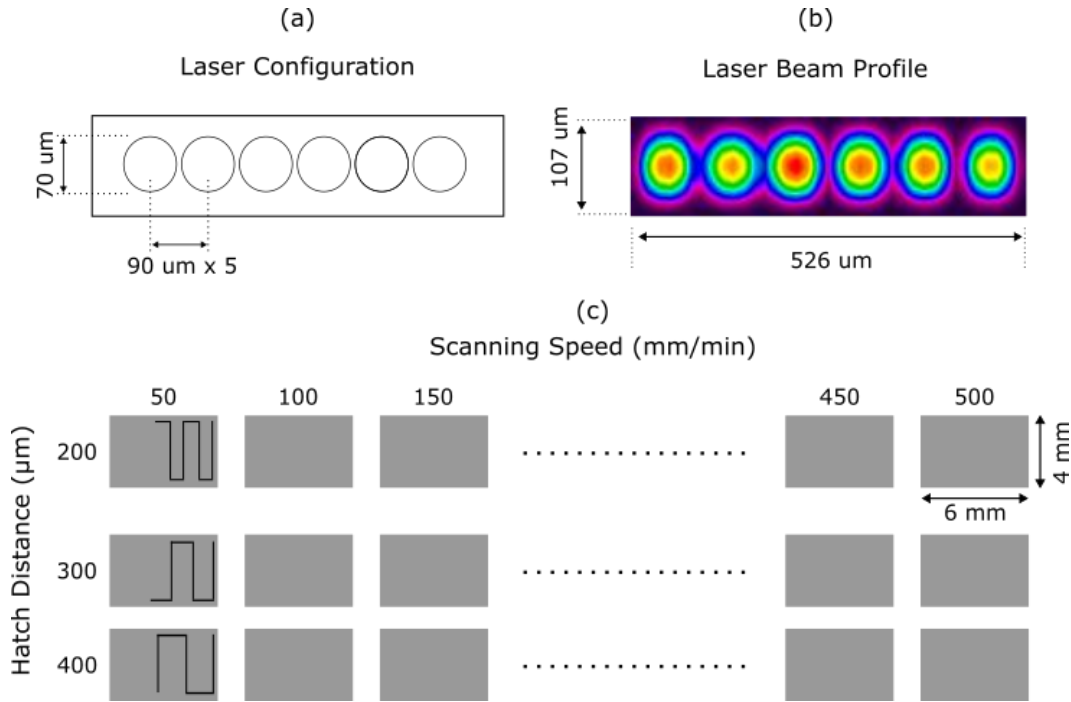 (a)
Laser Configuration
70 um
90 um x 5
(b)
Laser Beam Profile
107 um
526 um
(c)
Scanning Speed (mm/min)
50 100 150 450 500
Hatch Distance (μm)
200
4 mm
6 mm
300
400